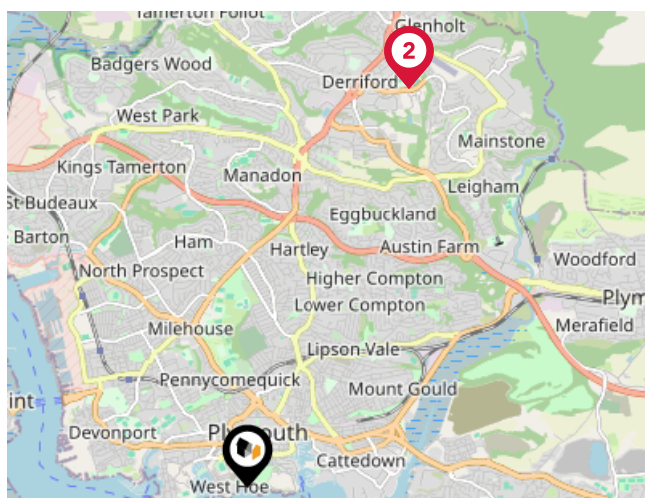 Tamerton Foliot
Glenholt
2
Badgers Wood
Derriford
West Park
Mainstone
Kings Tamerton
Manadon
Leigham
St Budeaux
Eggbuckland
Barton
Ham
Hartley
Austin Farm
Woodford
North Prospect
Higher Compton
Plym
Lower Compton
Milehouse
Merafield
Lipson Vale
Pennycomequick
Mount Gould
int
Devonport
Plymouth
Cattedown
West Hoe